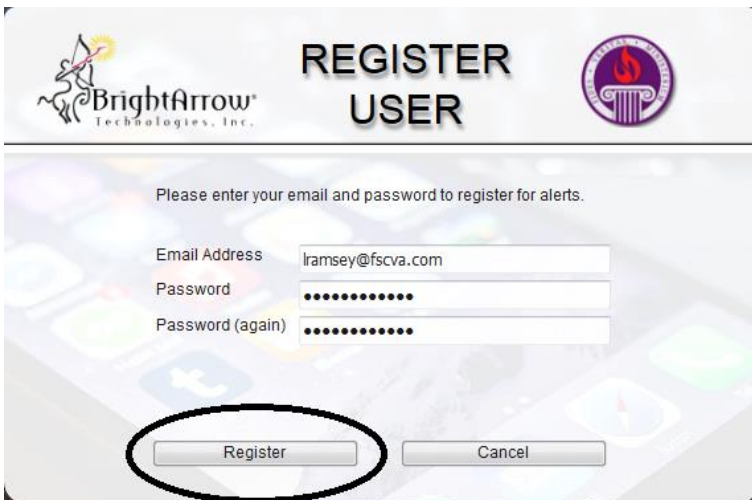 BrightArrow
Technologies, Inc.
REGISTER
USER
Please enter your email and password to register for alerts.
Email Address
lramsey@fscva.com
Password
••••••••••••
Password (again)
••••••••••••
Register
Cancel